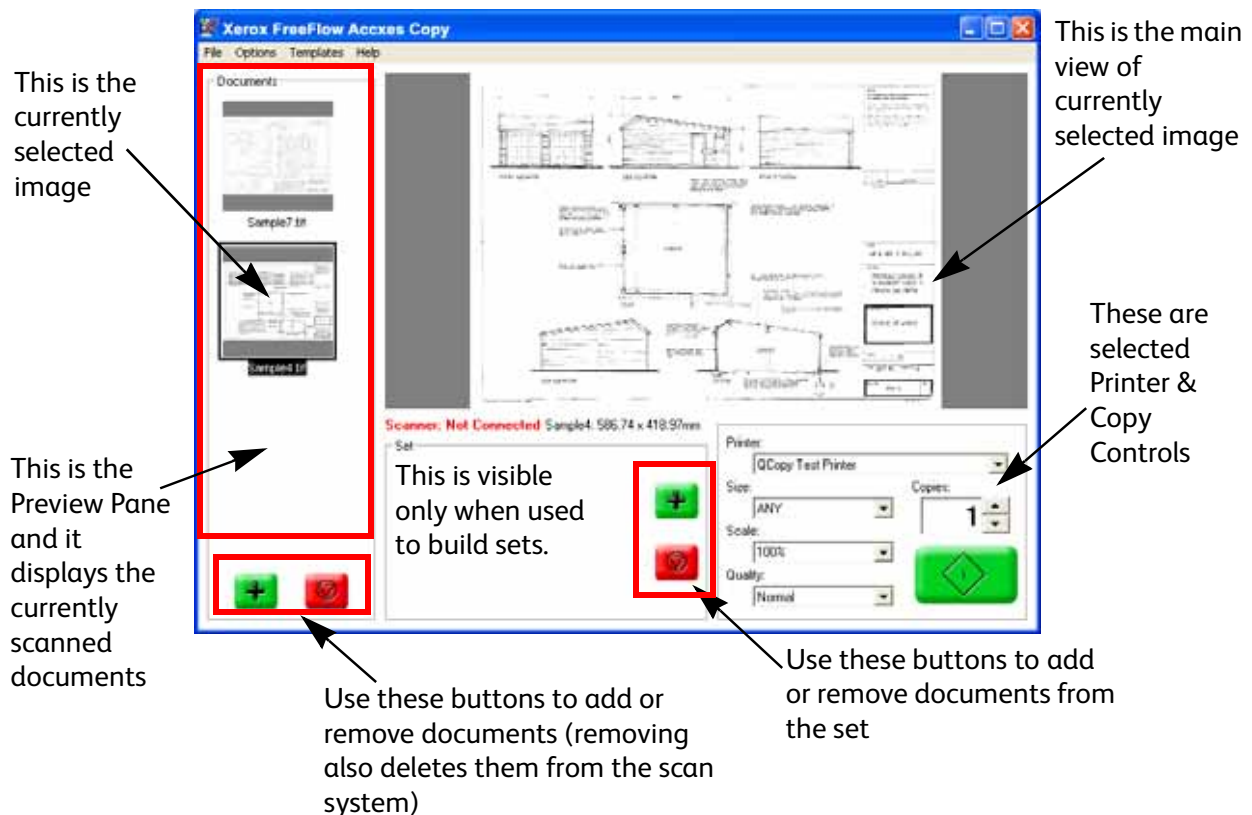 Xerox FreeFlow Accxes Copy
File Options Templates Help
Documents
Sample7.tif
Sample4.tif
This is the
currently
selected
image
This is the main
view of
currently
selected image
These are
selected
Printer &
Copy
Controls
This is the
Preview Pane
and it
displays the
currently
scanned
documents
Scanner: Not Connected Sample4: 586.74 x 418.97mm
Set
This is visible
only when used
to build sets.
Printer:
QCopy Test Printer
Size:
ANY
Copies:
1
Scale:
100%
Quality:
Normal
Use these buttons to add or
remove documents (removing
also deletes them from the scan
system)
Use these buttons to add
or remove documents from
the set